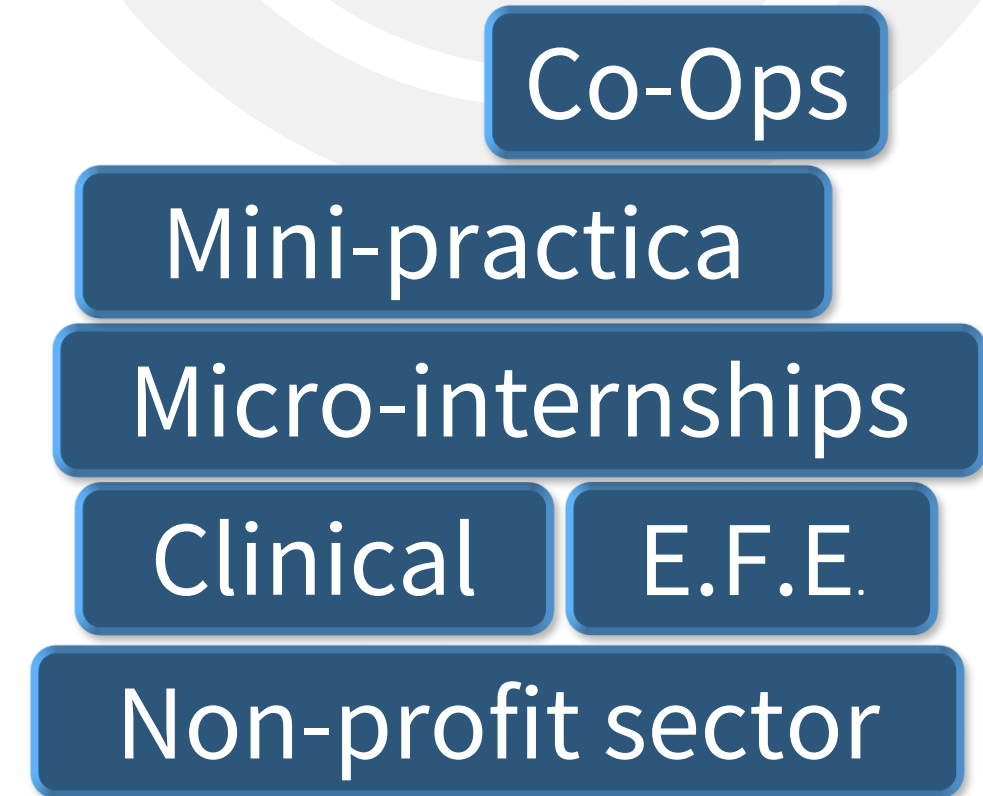 Co-Ops
Mini-practica
Micro-internships
Clinical
E.F.E.
Non-profit sector